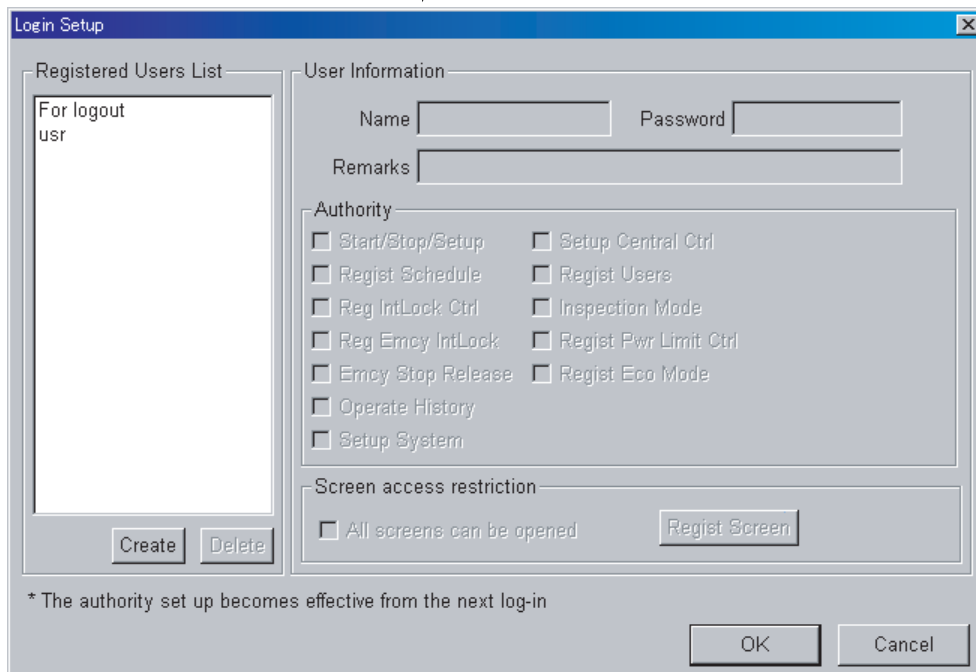 Login Setup
Registered Users List
For logout
usr
Create Delete
User Information
Name Password
Remarks
Authority
Start/Stop/Setup Setup Central Ctrl
Regist Schedule Regist Users
Reg IntLock Ctrl Inspection Mode
Reg Emcy IntLock Regist Pwr Limit Ctrl
Emcy Stop Release Regist Eco Mode
Operate History
Setup System
Screen access restriction
All screens can be opened Regist Screen
* The authority set up becomes effective from the next log-in
OK Cancel